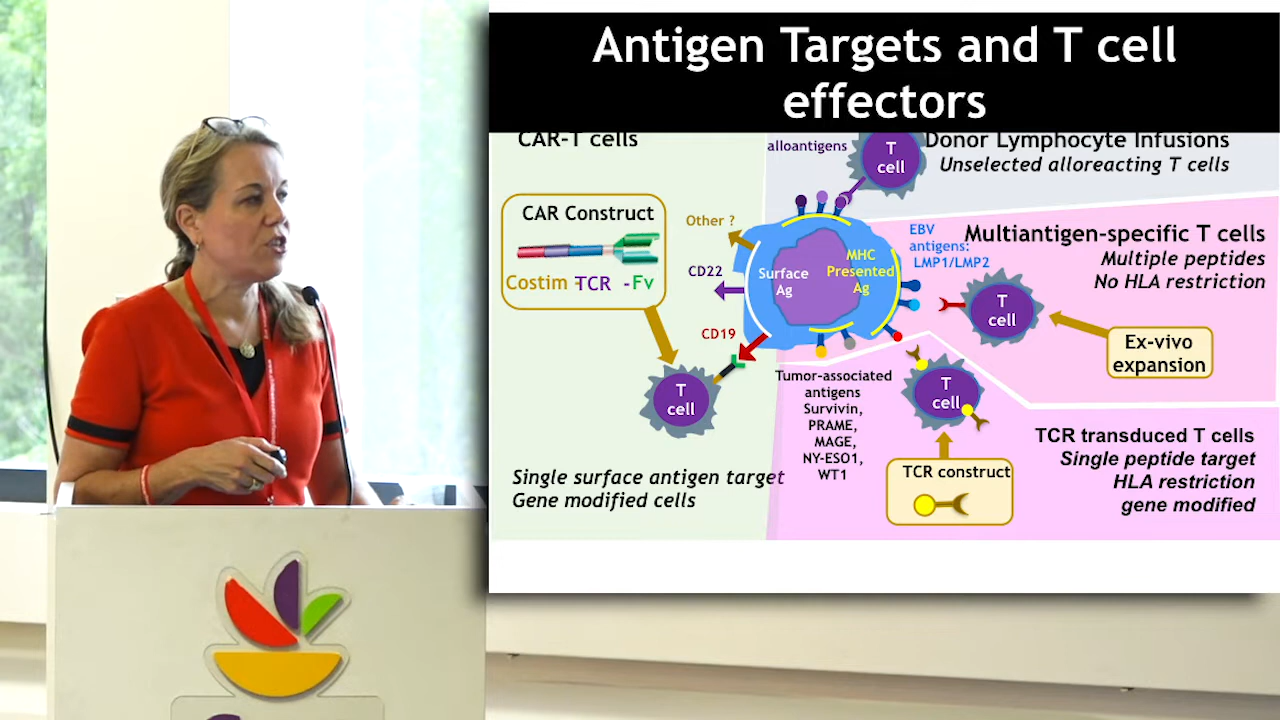 Antigen Targets and T cell
effectors
CAR-T cells
alloantigens
T
cell
Donor Lymphocyte Infusions
Unselected alloreacting T cells
CAR Construct
Costim -TCR -Fv
Other ?
CD22
CD19
Surface
Ag
MHC
Presented
Ag
EBV
antigens:
LMP1/LMP2
Multiantigen-specific T cells
Multiple peptides
No HLA restriction
T
cell
Ex-vivo
expansion
T
cell
Tumor-associated
antigens
Survivin,
PRAME,
MAGE,
NY-ESO1,
WT1
T
cell
TCR construct
TCR transduced T cells
Single peptide target
HLA restriction
gene modified
Single surface antigen target
Gene modified cells